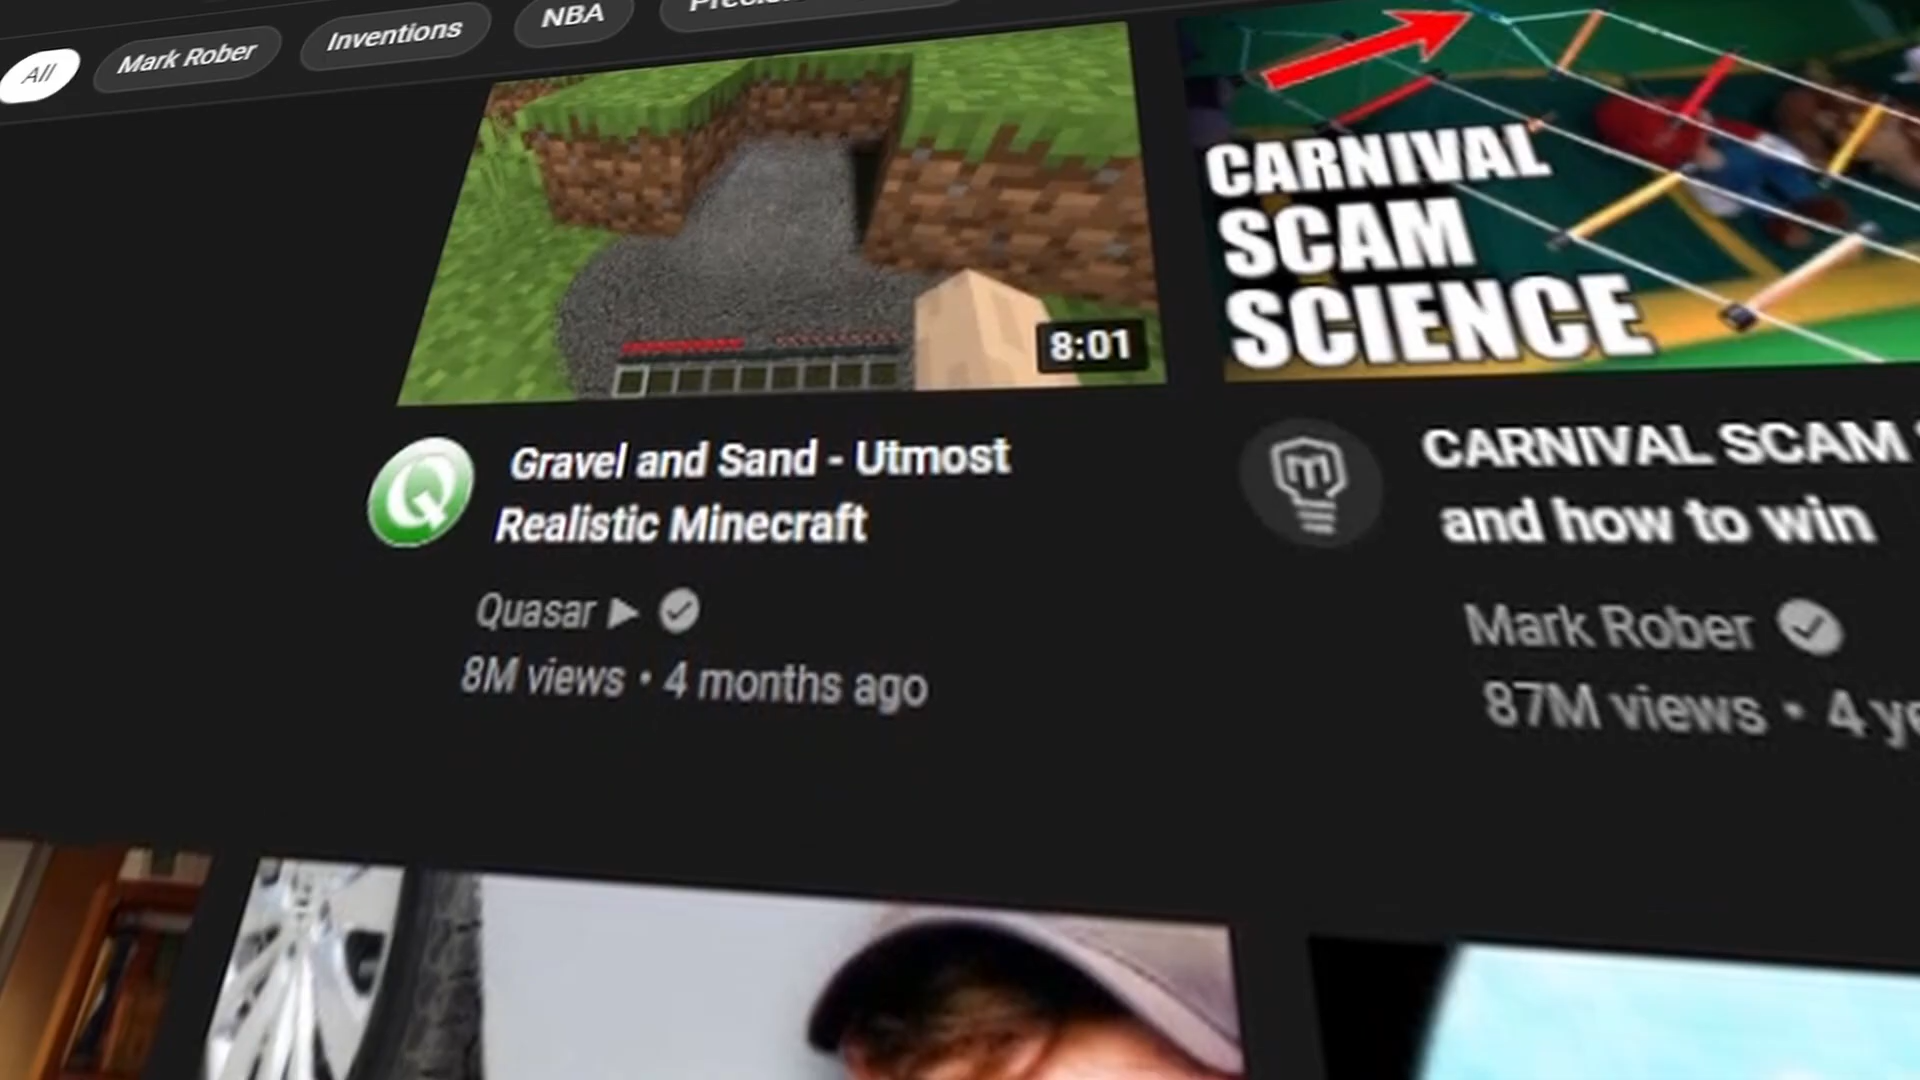 All
Mark Rober
Inventions
NBA
8:01
CARNIVAL
SCAM
SCIENCE
Gravel and Sand - Utmost
Realistic Minecraft
Quasar ▶
8M views • 4 months ago
CARNIVAL SCAM
and how to win
Mark Rober
87M views • 4